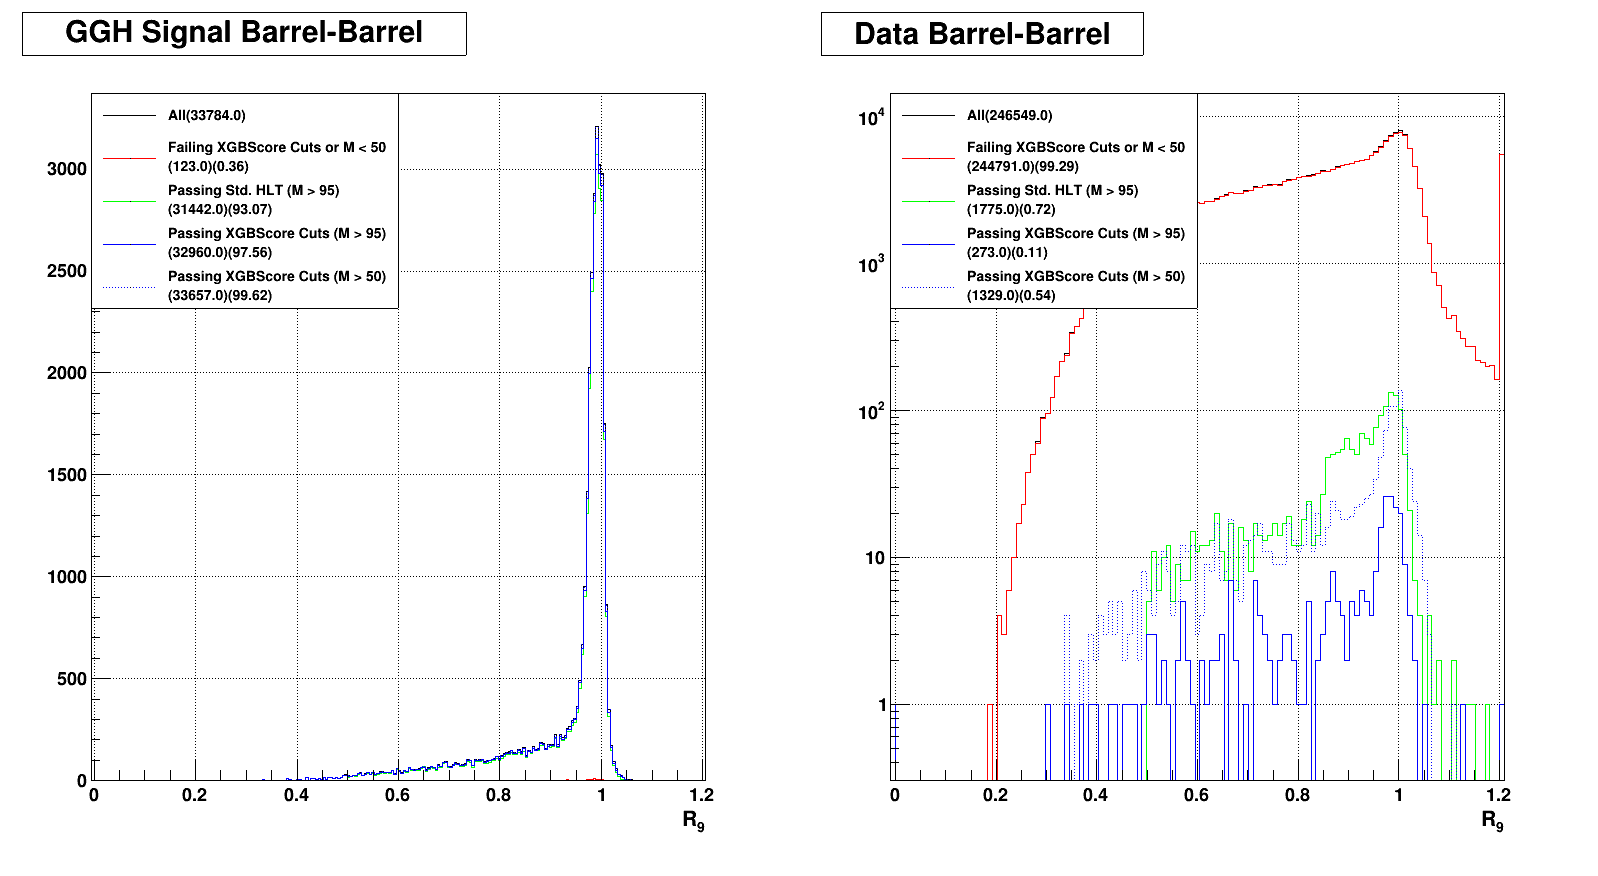 GGH Signal Barrel-Barrel
All(33784.0)
Failing XGBScore Cuts or M < 50
(123.0)(0.36)
Passing Std. HLT (M > 95)
(31442.0)(93.07)
Passing XGBScore Cuts (M > 95)
(32960.0)(97.56)
Passing XGBScore Cuts (M > 50)
(33657.0)(99.62)
3000
2500
2000
1500
1000
500
0
0 0.2 0.4 0.6 0.8 1 1.2
R9
Data Barrel-Barrel
All(246549.0)
Failing XGBScore Cuts or M < 50
(244791.0)(99.29)
Passing Std. HLT (M > 95)
(1775.0)(0.72)
Passing XGBScore Cuts (M > 95)
(273.0)(0.11)
Passing XGBScore Cuts (M > 50)
(1329.0)(0.54)
10^4
10^3
10^2
10
1
0 0.2 0.4 0.6 0.8 1 1.2
R9